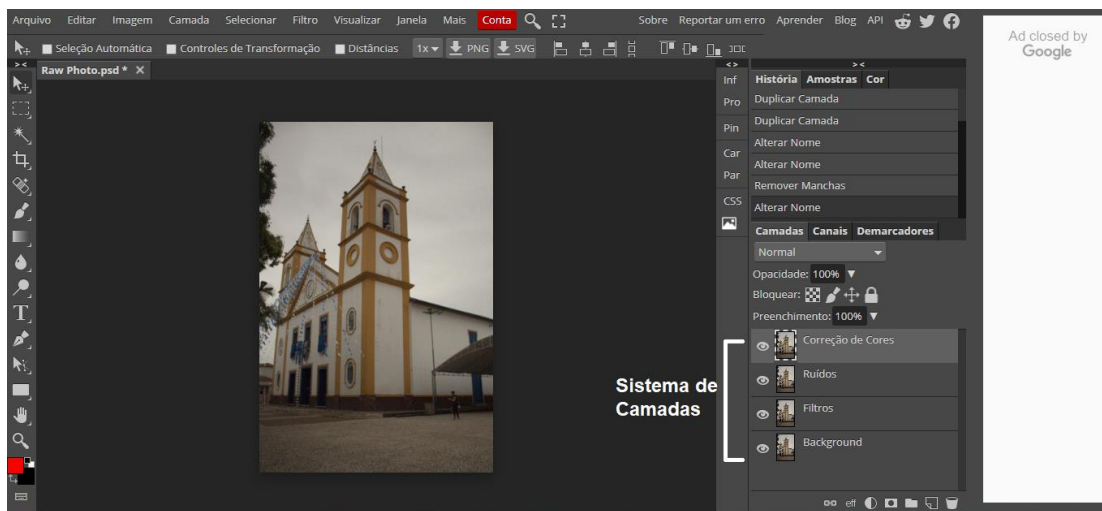 Arquivo Editar Imagem Camada Selecionar Filtro Visualizar Janela Mais Conta Sobre Reportar um erro Aprender Blog API
Seleção Automática Controles de Transformação Distâncias 1x PNG SVG
Raw Photo.psd *
Inf
Pro
Pin
Car
Par
CSS
História Amostras Cor
Duplicar Camada
Duplicar Camada
Alterar Nome
Alterar Nome
Remover Manchas
Alterar Nome
Camadas Canais Demarcadores
Normal
Opacidade: 100%
Bloquear:
Preenchimento: 100%
Correção de Cores
Ruídos
Filtros
Background
eff
Sistema de
Camadas
Ad closed by
Google